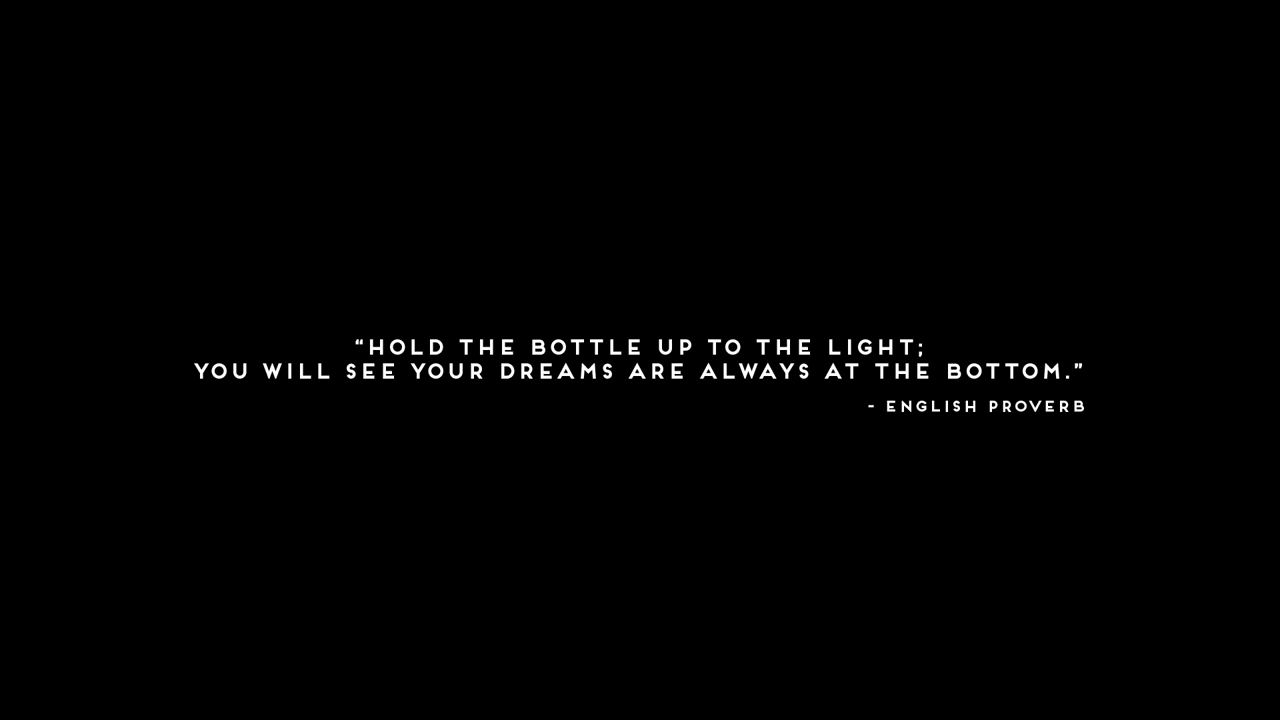 “HOLD THE BOTTLE UP TO THE LIGHT;
YOU WILL SEE YOUR DREAMS ARE ALWAYS AT THE BOTTOM.”
- ENGLISH PROVERB